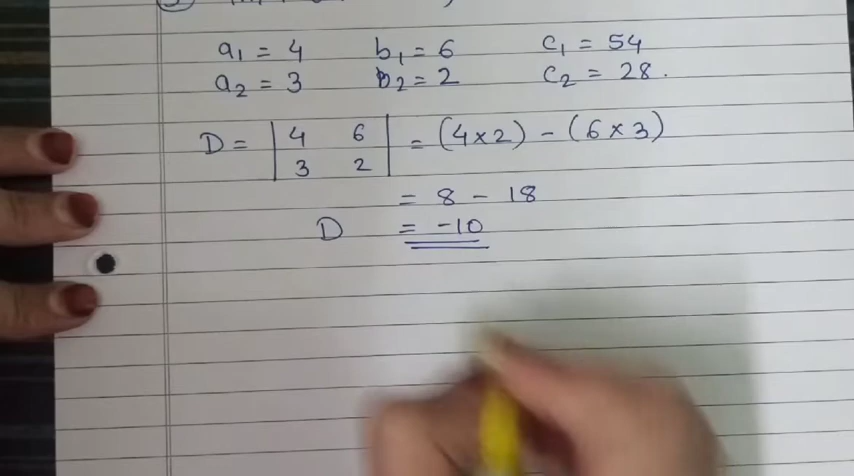 a₁ = 4 b₁ = 6 c₁ = 54
a₂ = 3 b₂ = 2 c₂ = 28.
D = | 4 6 | = (4×2) - (6×3)
| 3 2 |
= 8 - 18
D = -10